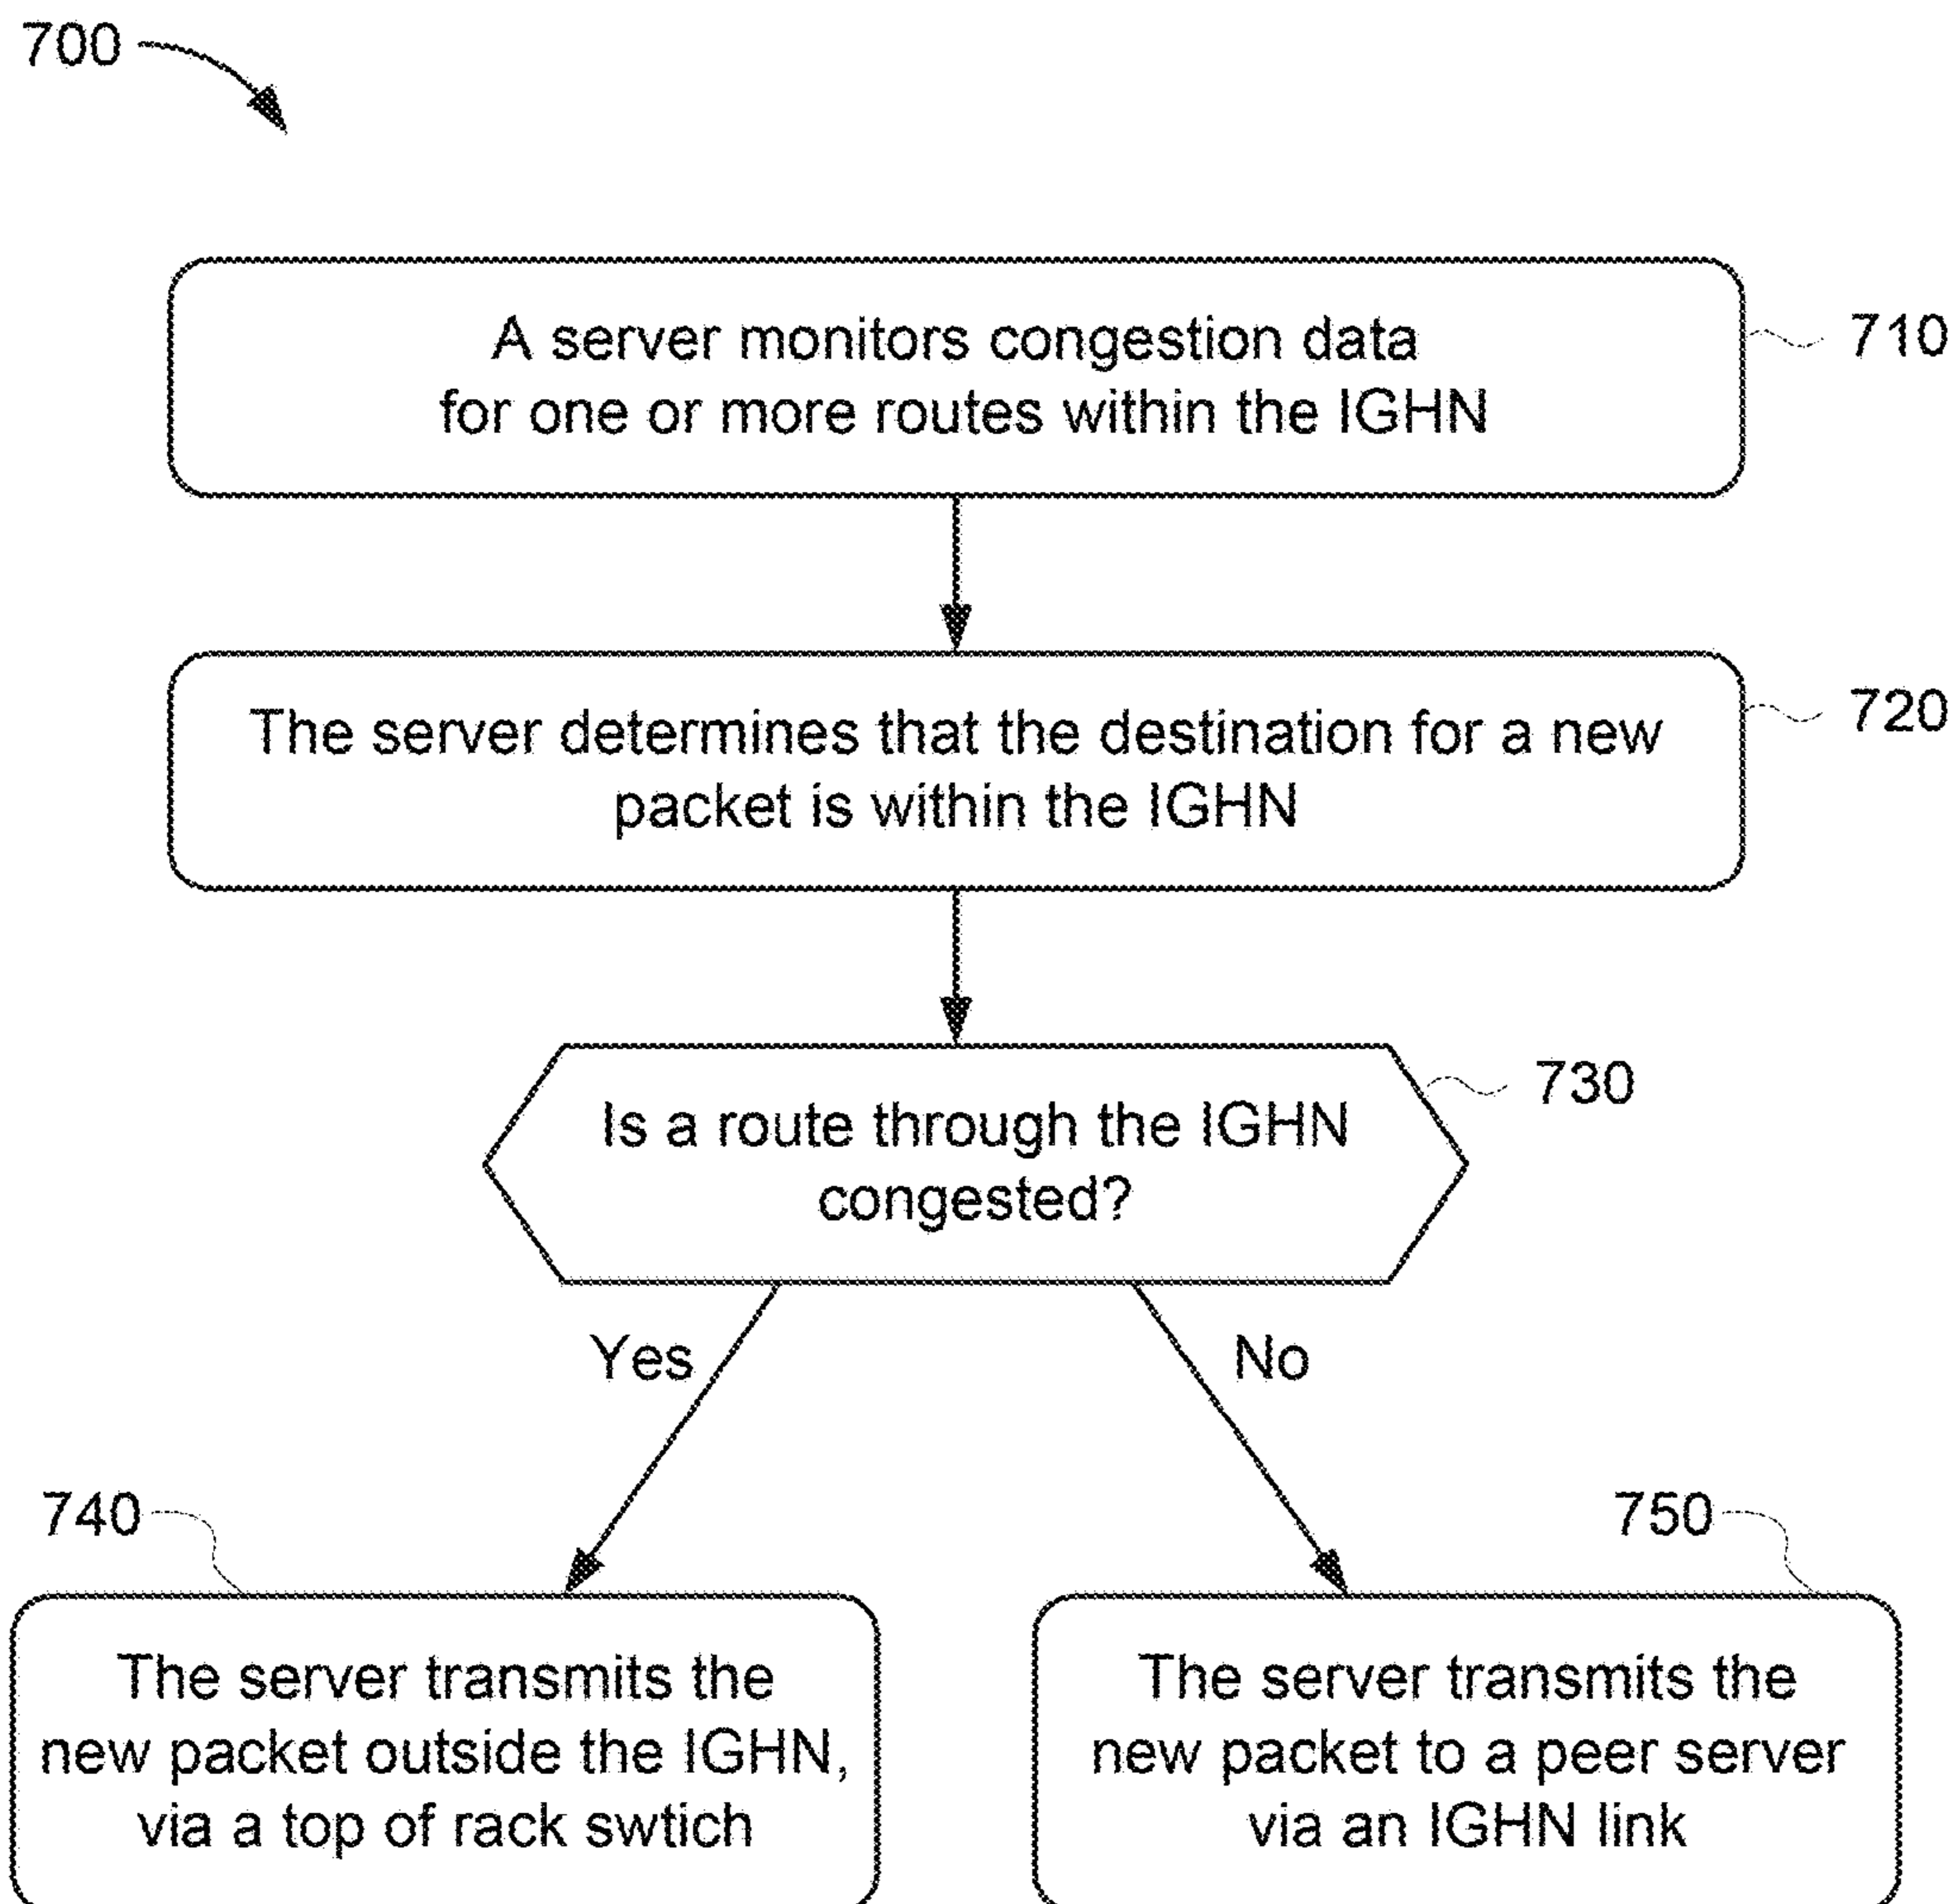 700
A server monitors congestion data
for one or more routes within the IGHN
710
The server determines that the destination for a new
packet is within the IGHN
720
Is a route through the IGHN
congested?
730
Yes
No
740
750
The server transmits the
new packet outside the IGHN,
via a top of rack swtich
The server transmits the
new packet to a peer server
via an IGHN link